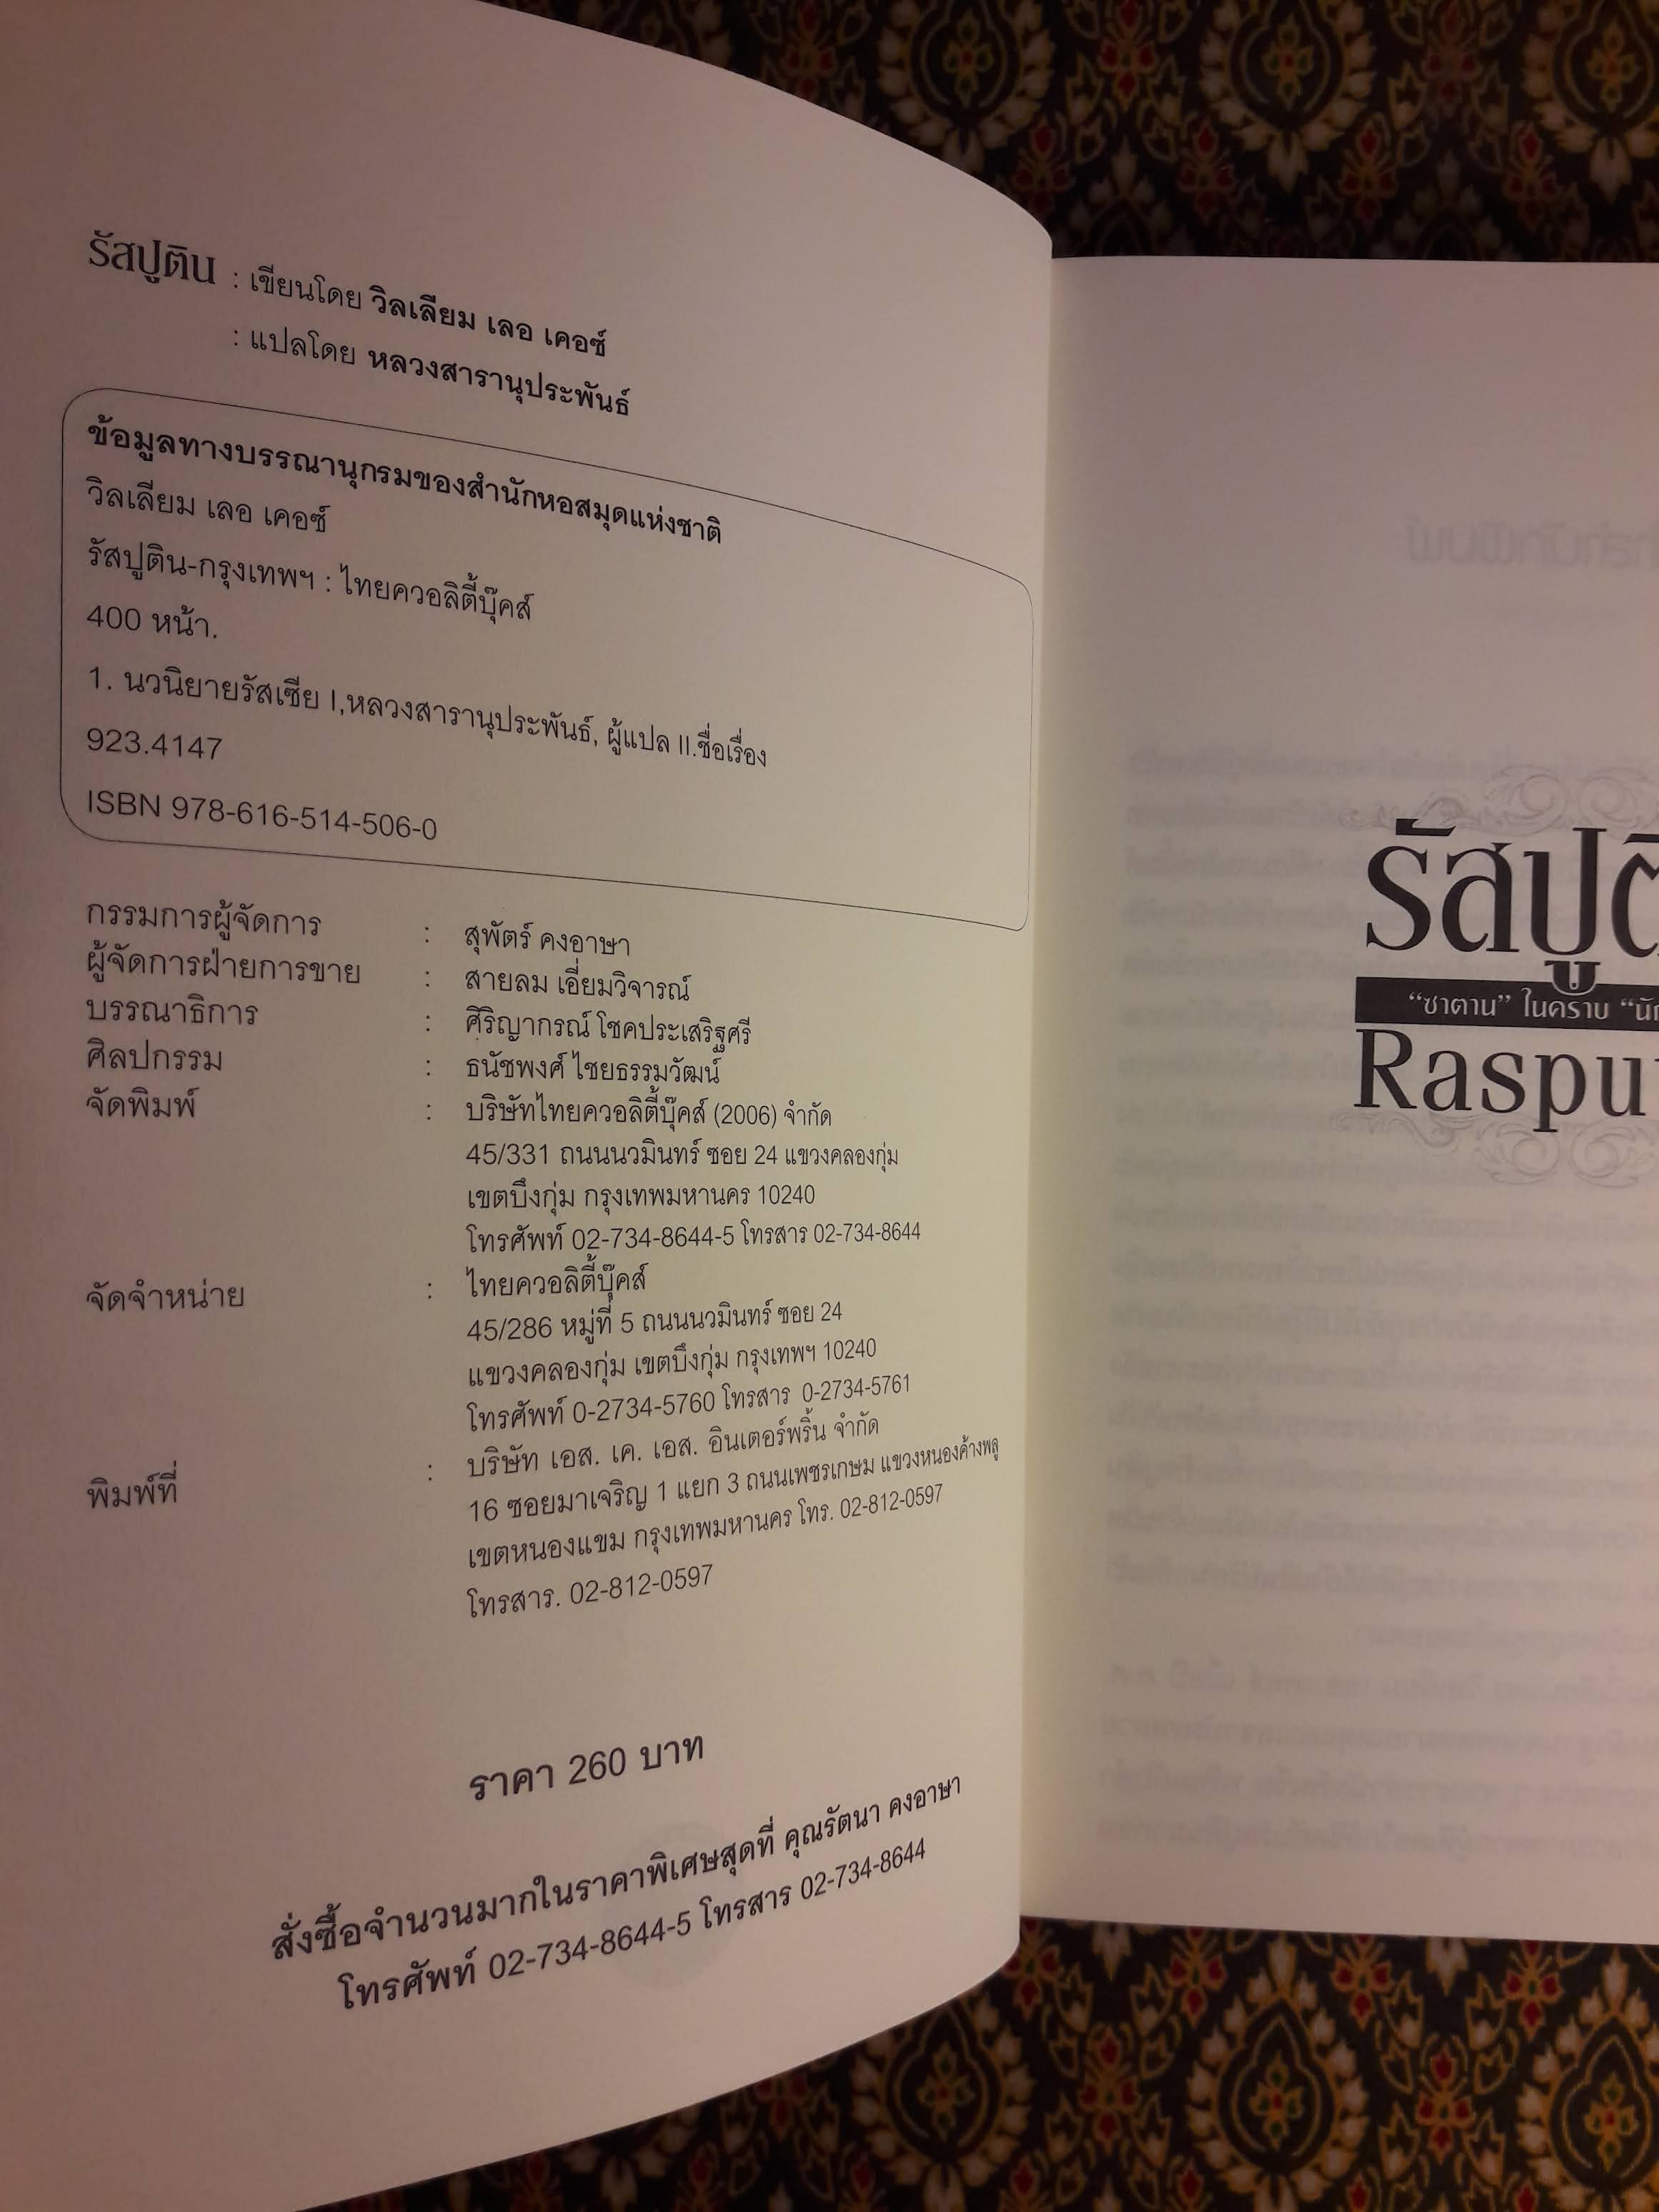 รัสปูติน : เขียนโดย วิลเลียม เลอ เคอซ์
: แปลโดย หลวงสารานุประพันธ์
ข้อมูลทางบรรณานุกรมของสำนักหอสมุดแห่งชาติ
วิลเลียม เลอ เคอซ์
รัสปูติน-กรุงเทพฯ : ไทยควอลิตี้บุ๊คส์
400 หน้า.
1. นวนิยายรัสเซีย I,หลวงสารานุประพันธ์, ผู้แปล II.ชื่อเรื่อง
923.4147
ISBN 978-616-514-506-0
กรรมการผู้จัดการ : สุพัตร์ คงอาษา
ผู้จัดการฝ่ายการขาย : สายลม เอี่ยมวิจารณ์
บรรณาธิการ : ศิริญากรณ์ โชคประเสริฐศรี
ศิลปกรรม : ธนัชพงศ์ ไชยธรรมวัฒน์
จัดพิมพ์ : บริษัทไทยควอลิตี้บุ๊คส์ (2006) จำกัด
45/331 ถนนนวมินทร์ ซอย 24 แขวงคลองกุ่ม
เขตบึงกุ่ม กรุงเทพมหานคร 10240
โทรศัพท์ 02-734-8644-5 โทรสาร 02-734-8644
จัดจำหน่าย : ไทยควอลิตี้บุ๊คส์
45/286 หมู่ที่ 5 ถนนนวมินทร์ ซอย 24
แขวงคลองกุ่ม เขตบึงกุ่ม กรุงเทพฯ 10240
โทรศัพท์ 0-2734-5760 โทรสาร 0-2734-5761
พิมพ์ที่ : บริษัท เอส. เค. เอส. อินเตอร์พริ้น จำกัด
16 ซอยมาเจริญ 1 แยก 3 ถนนเพชรเกษม แขวงหนองค้างพลู
เขตหนองแขม กรุงเทพมหานคร โทร. 02-812-0597
โทรสาร. 02-812-0597
ราคา 260 บาท
สั่งซื้อจำนวนมากในราคาพิเศษสุดที่ คุณรัตนา คงอาษา
โทรศัพท์ 02-734-8644-5 โทรสาร 02-734-8644
รัสปูติ
“ซาตาน” ในคราบ “นัก
Raspu